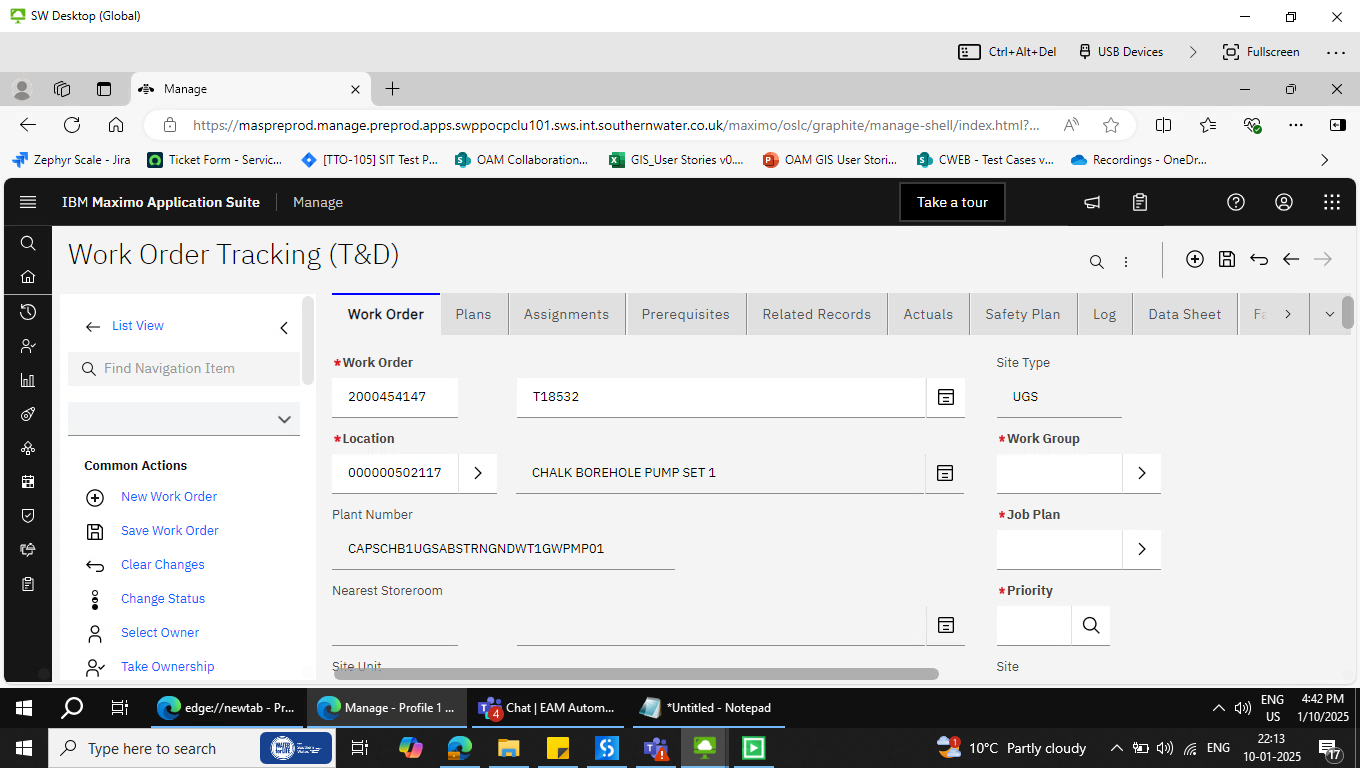 SW Desktop (Global)
Ctrl+Alt+Del
USB Devices
Fullscreen
Manage
https://maspreprod.manage.preprod.apps.swppocpclu101.sws.int.southernwater.co.uk/maximo/oslc/graphite/manage-shell/index.html?...
Zephyr Scale - Jira
Ticket Form - Servic...
[TTO-105] SIT Test P...
OAM Collaboration...
GIS_User Stories v0....
OAM GIS User Stori...
CWEB - Test Cases v...
Recordings - OneDr...
IBM Maximo Application Suite
Manage
Take a tour
Work Order Tracking (T&D)
List View
Find Navigation Item
Common Actions
New Work Order
Save Work Order
Clear Changes
Change Status
Select Owner
Take Ownership
Work Order
Plans
Assignments
Prerequisites
Related Records
Actuals
Safety Plan
Log
Data Sheet
Fa
*Work Order
2000454147
T18532
Site Type
UGS
*Location
000000502117
CHALK BOREHOLE PUMP SET 1
*Work Group
Plant Number
CAPSCHB1UGSABSTRNGNDWT1GWPMP01
*Job Plan
Nearest Storeroom
*Priority
Site Unit
Site
edge://newtab - Pr...
Manage - Profile 1 ...
4
Chat | EAM Autom...
*Untitled - Notepad
ENG
US
4:42 PM
1/10/2025
Type here to search
1
10°C Partly cloudy
ENG
22:13
10-01-2025
17